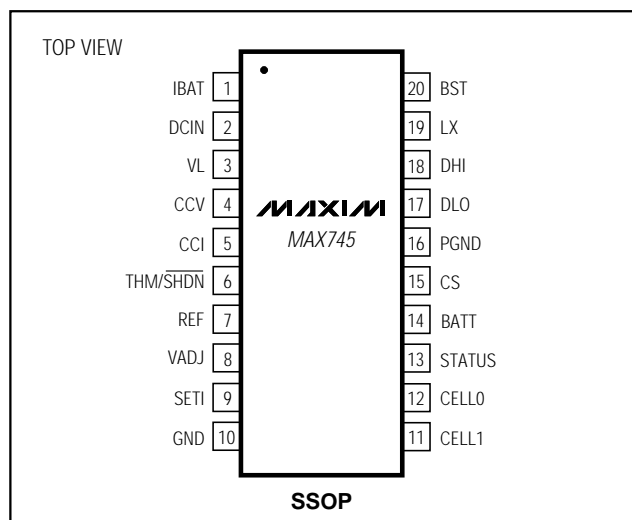 TOP VIEW
IBAT 1
DCIN 2
VL 3
CCV 4
CCI 5
THM/SHDN 6
REF 7
VADJ 8
SETI 9
GND 10
MAXIM
MAX745
20 BST
19 LX
18 DHI
17 DLO
16 PGND
15 CS
14 BATT
13 STATUS
12 CELL0
11 CELL1
SSOP